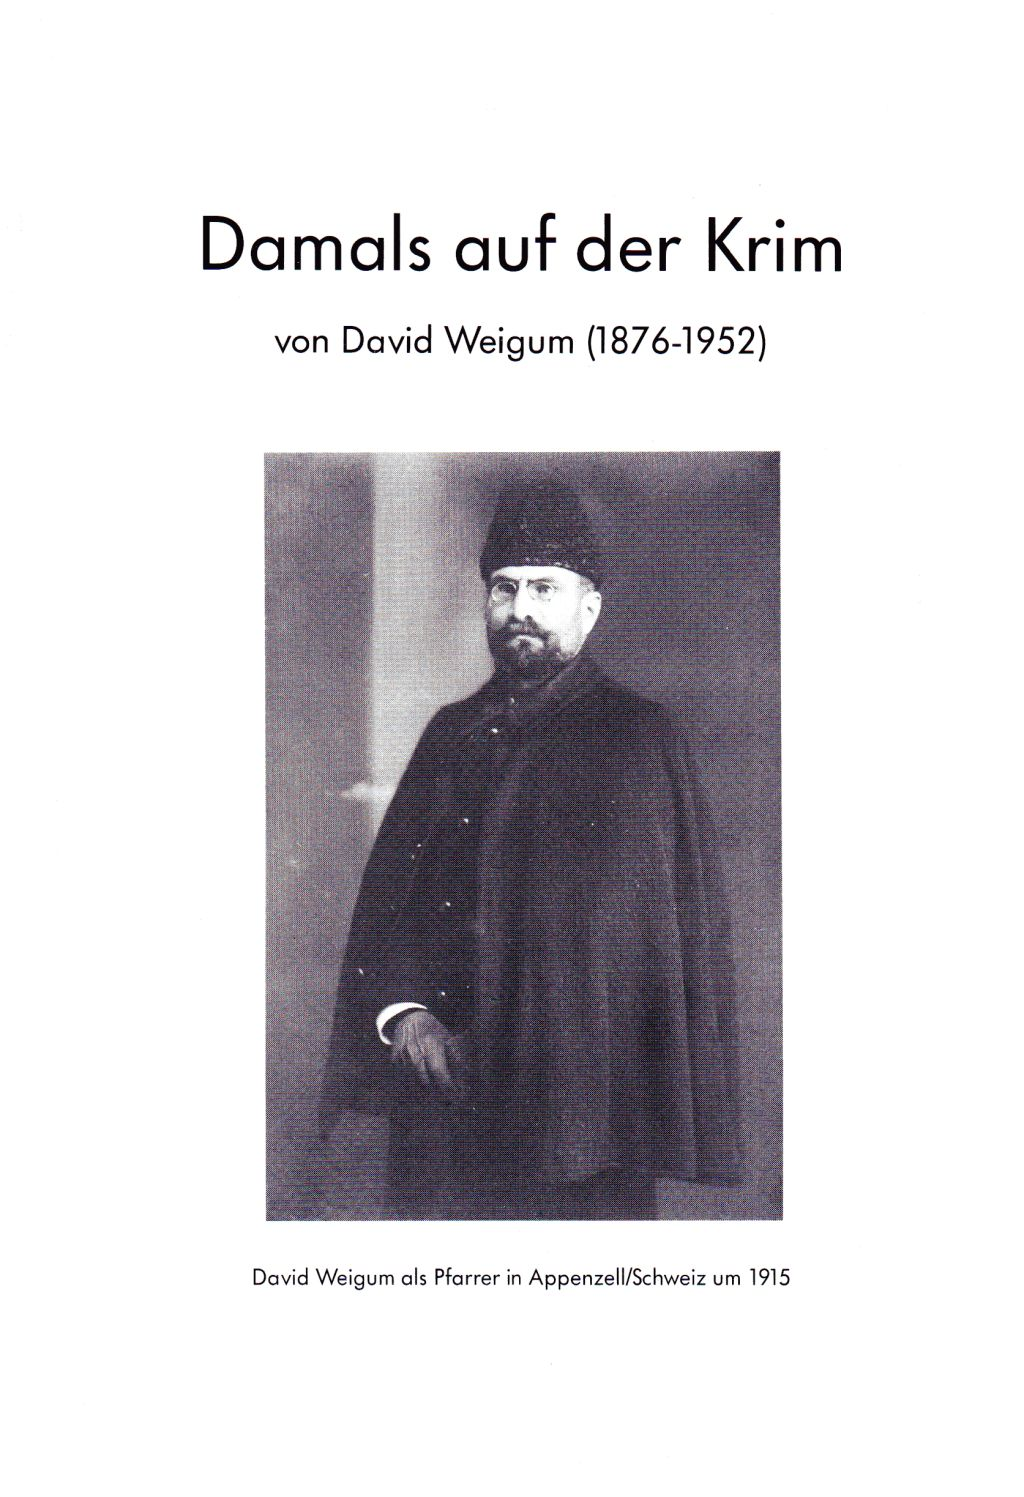 Damals auf der Krim
von David Weigum (1876-1952)
David Weigum als Pfarrer in Appenzell/Schweiz um 1915